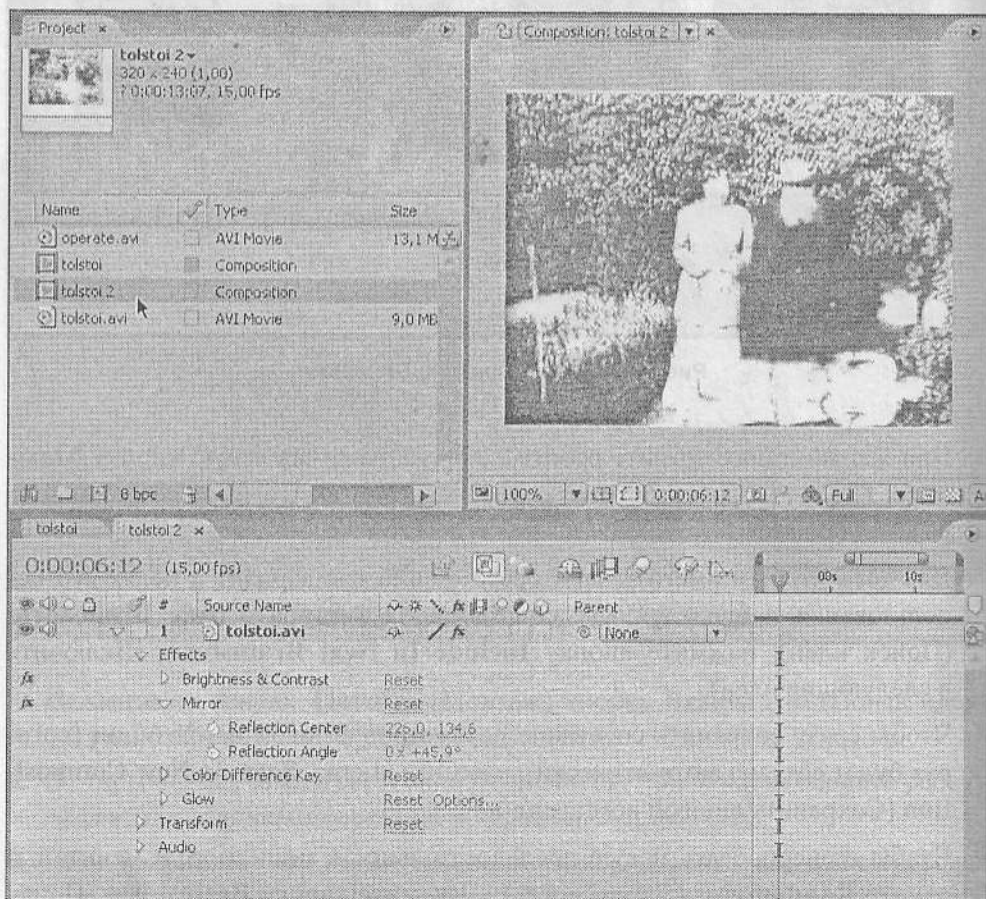 Project ×
tolstoi 2
320 x 240 (1,00)
0:00:13:07, 15,00 fps
Name Type Size
operate.avi AVI Movie 13,1 M
tolstoi Composition
tolstoi 2 Composition
tolstoi.avi AVI Movie 9,0 MB
8 bpc
Composition: tolstoi 2 ×
100% 0:00:06:12 Full
tolstoi tolstoi 2 ×
0:00:06:12 (15,00 fps)
00s 10s
# Source Name Parent
1 tolstoi.avi None
Effects
Brightness & Contrast Reset
Mirror Reset
Reflection Center 226,0, 134,6
Reflection Angle 0 x +45,9°
Color Difference Key Reset
Glow Reset Options...
Transform Reset
Audio